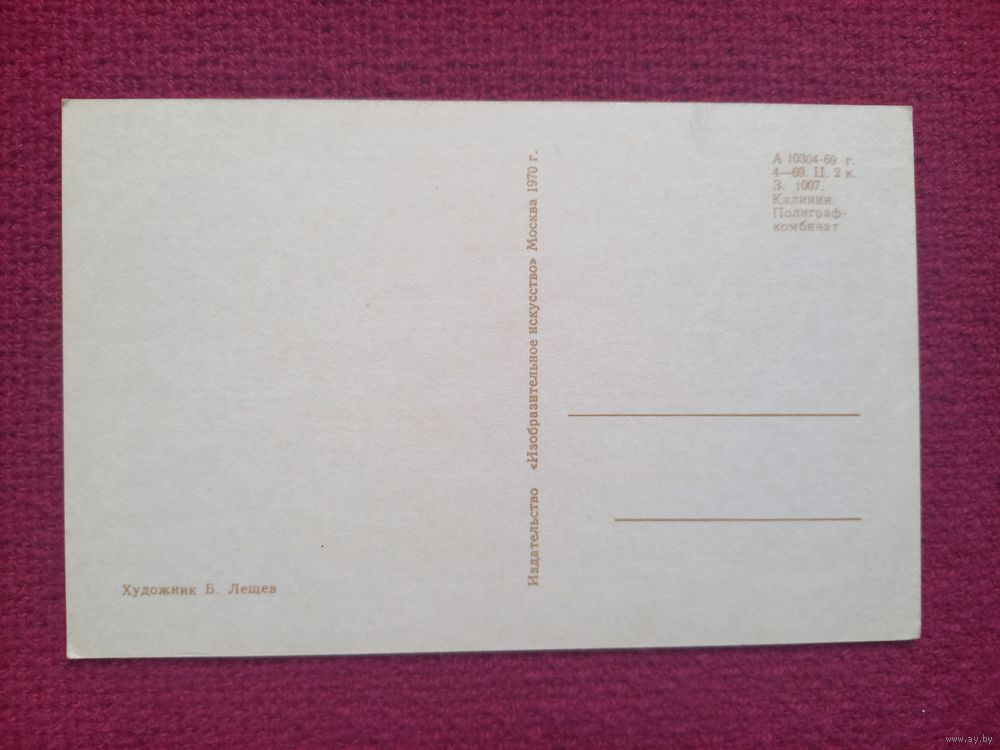 Художник Б. Лещев
Издательство «Изобразительное искусство» Москва 1970 г.
А 10304-69 г.
4—69. Ц. 2 к.
З. 1007.
Калинин.
Полиграф-
комбинат
www.ay.by